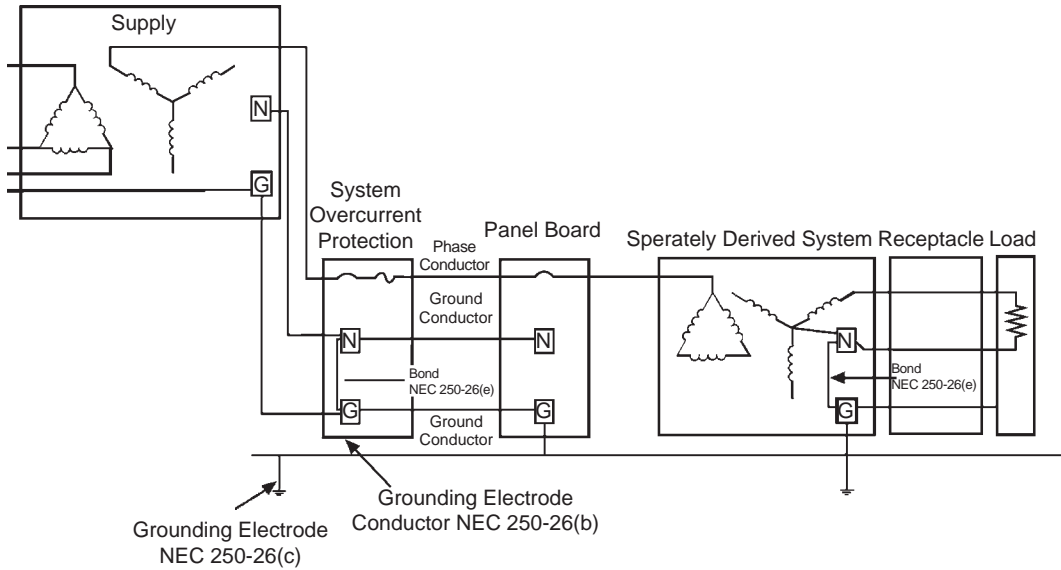 Supply
N
G
System
Overcurrent
Protection
Phase
Conductor
Panel Board
Sperately Derived System
Receptacle
Load
Ground
Conductor
N
N
N
Bond
NEC 250-26(e)
Bond
NEC 250-26(e)
G
G
G
Ground
Conductor
Grounding Electrode
Conductor NEC 250-26(b)
Grounding Electrode
NEC 250-26(c)